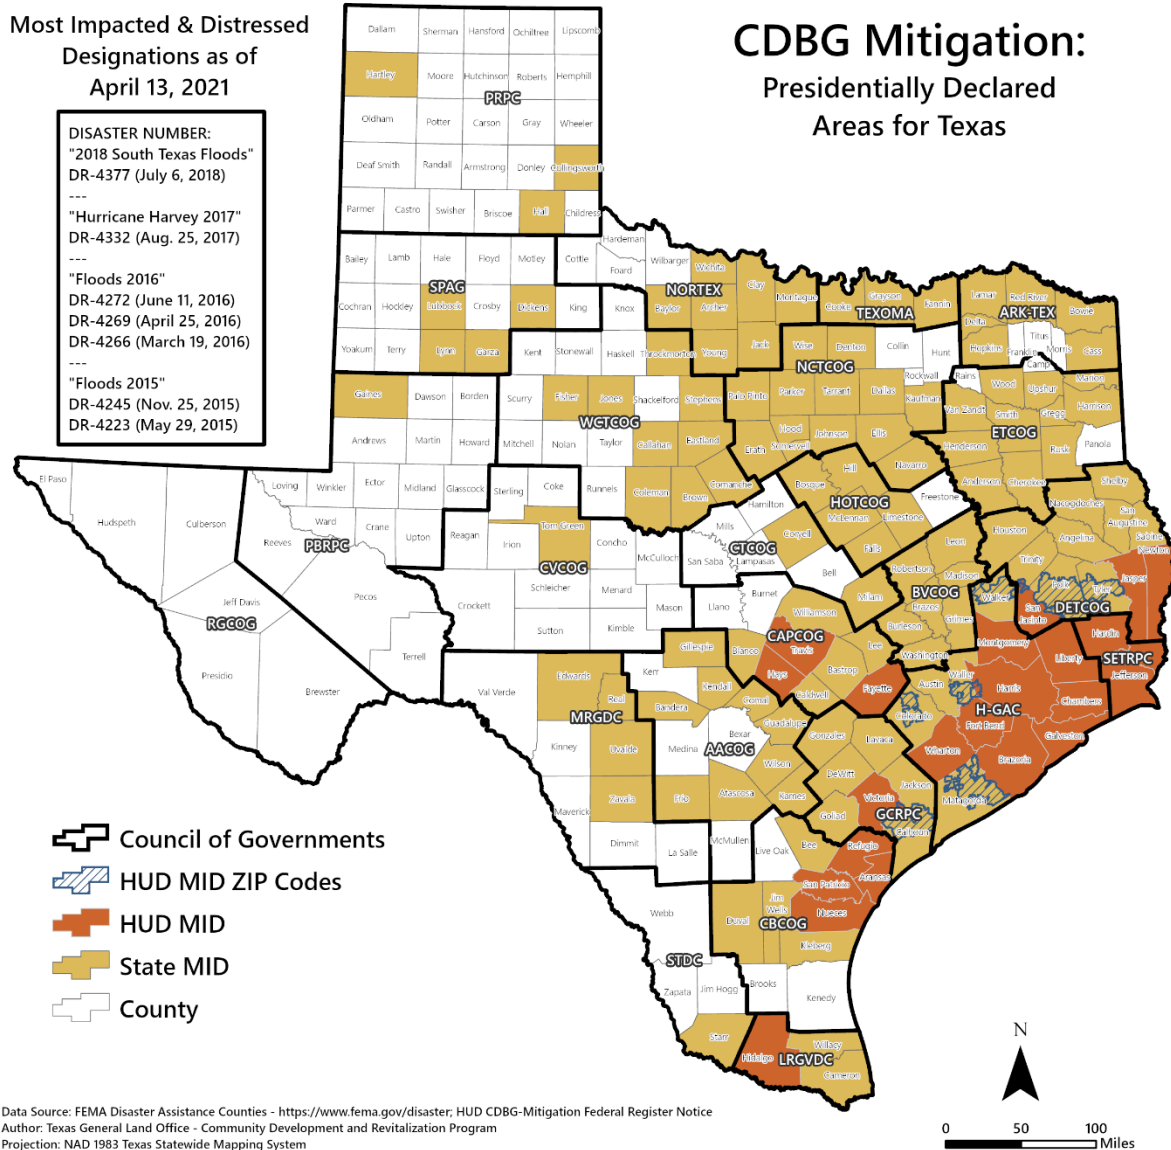 Most Impacted & Distressed
Designations as of
April 13, 2021
CDBG Mitigation:
Presidentially Declared
Areas for Texas
DISASTER NUMBER:
"2018 South Texas Floods"
DR-4377 (July 6, 2018)
---
"Hurricane Harvey 2017"
DR-4332 (Aug. 25, 2017)
---
"Floods 2016"
DR-4272 (June 11, 2016)
DR-4269 (April 25, 2016)
DR-4266 (March 19, 2016)
---
"Floods 2015"
DR-4245 (Nov. 25, 2015)
DR-4223 (May 29, 2015)
Dallam
Sherman
Hansford
Ochiltree
Lipscomb
Hartley
Moore
Hutchinson
Roberts
Hemphill
PRPC
Oldham
Potter
Carson
Gray
Wheeler
Deaf Smith
Randall
Armstrong
Donley
Collingsworth
Parmer
Castro
Swisher
Briscoe
Hall
Childress
Bailey
Lamb
Hale
Floyd
Motley
Cottle
Hardeman
Foard
Wilbarger
Wichita
SPAG
NORTEX
Cochran
Hockley
Lubbock
Crosby
Dickens
King
Knox
Baylor
Archer
Clay
Montague
Cooke
Grayson
Fannin
TEXOMA
Lamar
Red River
ARK-TEX
Bowie
Delta
Hopkins
Franklin
Titus
Morris
Camp
Cass
Yoakum
Terry
Lynn
Garza
Kent
Stonewall
Haskell
Throckmorton
Young
Jack
Wise
Denton
Collin
Hunt
NCTCOG
Rockwall
Rains
Wood
Upshur
Marion
Gaines
Dawson
Borden
Scurry
Fisher
Jones
Shackelford
Stephens
Palo Pinto
Parker
Tarrant
Dallas
Kaufman
Van Zandt
Smith
Gregg
Harrison
WCTCOG
ETCOG
Andrews
Martin
Howard
Mitchell
Nolan
Taylor
Callahan
Eastland
Erath
Hood
Somervell
Johnson
Ellis
Henderson
Rusk
Panola
El Paso
Hudspeth
Culberson
Loving
Winkler
Ector
Midland
Glasscock
Sterling
Coke
Runnels
Coleman
Brown
Comanche
Bosque
Hill
Navarro
Freestone
Anderson
Cherokee
Nacogdoches
Shelby
HOTCOG
Hamilton
McLennan
Limestone
San
Augustine
Sabine
Newton
Reeves
Ward
Crane
Upton
Reagan
Irion
Tom Green
Concho
McCulloch
San Saba
Mills
Lampasas
Coryell
Bell
Falls
Leon
Houston
Angelina
Trinity
PBRPC
CVCOG
CTCOG
Jeff Davis
Pecos
Crockett
Schleicher
Menard
Mason
Llano
Burnet
Williamson
Milam
Robertson
Madison
Brazos
Grimes
Burleson
Walker
Polk
Tyler
Jasper
BVCOG
DETCOG
San
Jacinto
RGCOG
Presidio
Brewster
Terrell
Sutton
Kimble
Gillespie
Blanco
CAPCOG
Travis
Hays
Lee
Bastrop
Caldwell
Fayette
Washington
Montgomery
Liberty
Hardin
SETRPC
Jefferson
Val Verde
Edwards
Real
Kerr
Kendall
Bandera
Comal
Guadalupe
Austin
Waller
Colorado
Harris
Chambers
H-GAC
Fort Bend
Galveston
Wharton
Brazoria
Matagorda
MRGDC
Kinney
Uvalde
Medina
Bexar
AACOG
Wilson
Gonzales
Lavaca
DeWitt
Jackson
Victoria
GCRPC
Calhoun
Goliad
Karnes
Atascosa
Frio
Zavala
Maverick
Dimmit
La Salle
McMullen
Live Oak
Bee
Refugio
Aransas
San Patricio
Nueces
Jim
Wells
Duval
CBCOG
Kleberg
Webb
STDC
Zapata
Jim Hogg
Brooks
Kenedy
Starr
Hidalgo
LRGVDC
Willacy
Cameron
Council of Governments
HUD MID ZIP Codes
HUD MID
State MID
County
N
0 50 100
Miles
Data Source: FEMA Disaster Assistance Counties - https://www.fema.gov/disaster; HUD CDBG-Mitigation Federal Register Notice
Author: Texas General Land Office - Community Development and Revitalization Program
Projection: NAD 1983 Texas Statewide Mapping System